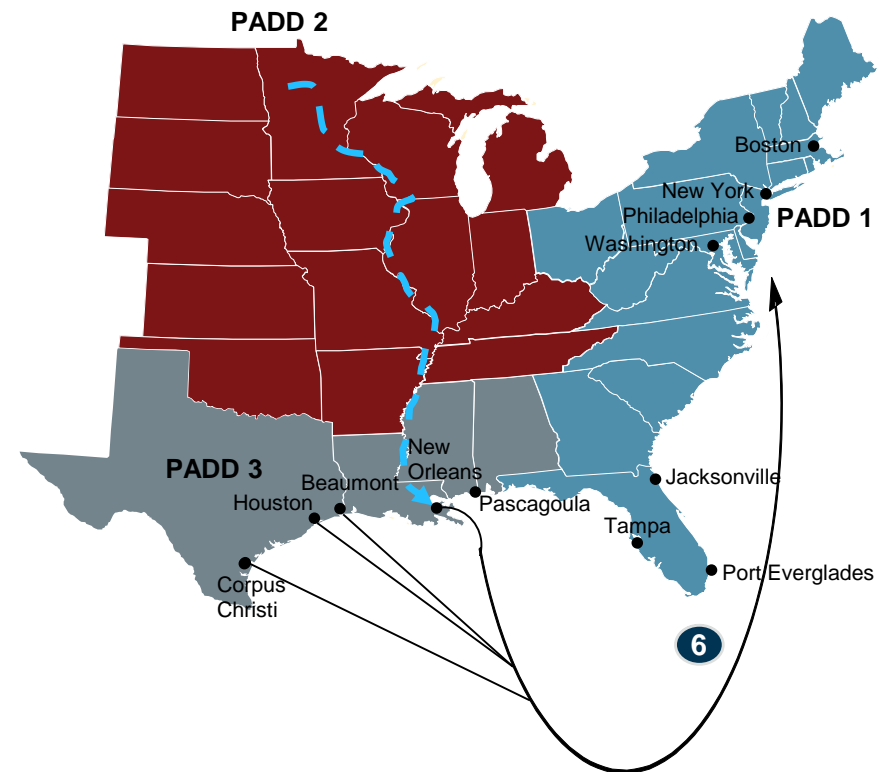 PADD 2
Boston
New York
Philadelphia
PADD 1
Washington
New
Orleans
PADD 3
Beaumont
Houston
Pascagoula
Jacksonville
Tampa
Port Everglades
Corpus
Christi
6